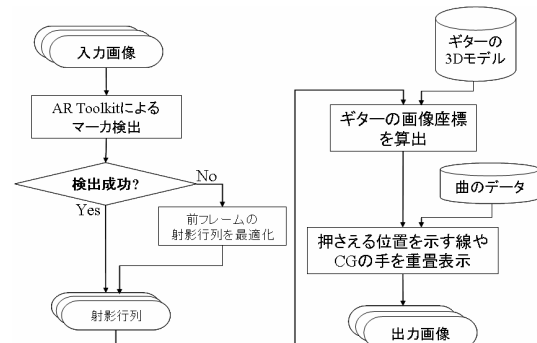 入力画像
AR Toolkitによる
マーカ検出
検出成功?
No
Yes
前フレームの
射影行列を最適化
射影行列
ギターの
3Dモデル
ギターの画像座標
を算出
曲のデータ
押さえる位置を示す線や
CGの手を重畳表示
出力画像